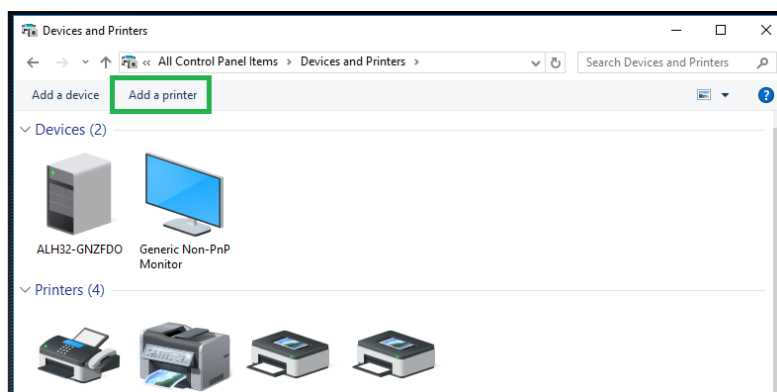 Devices and Printers
« All Control Panel Items > Devices and Printers >
Search Devices and Printers
Add a device
Add a printer
Devices (2)
ALH32-GNZFDO
Generic Non-PnP
Monitor
Printers (4)